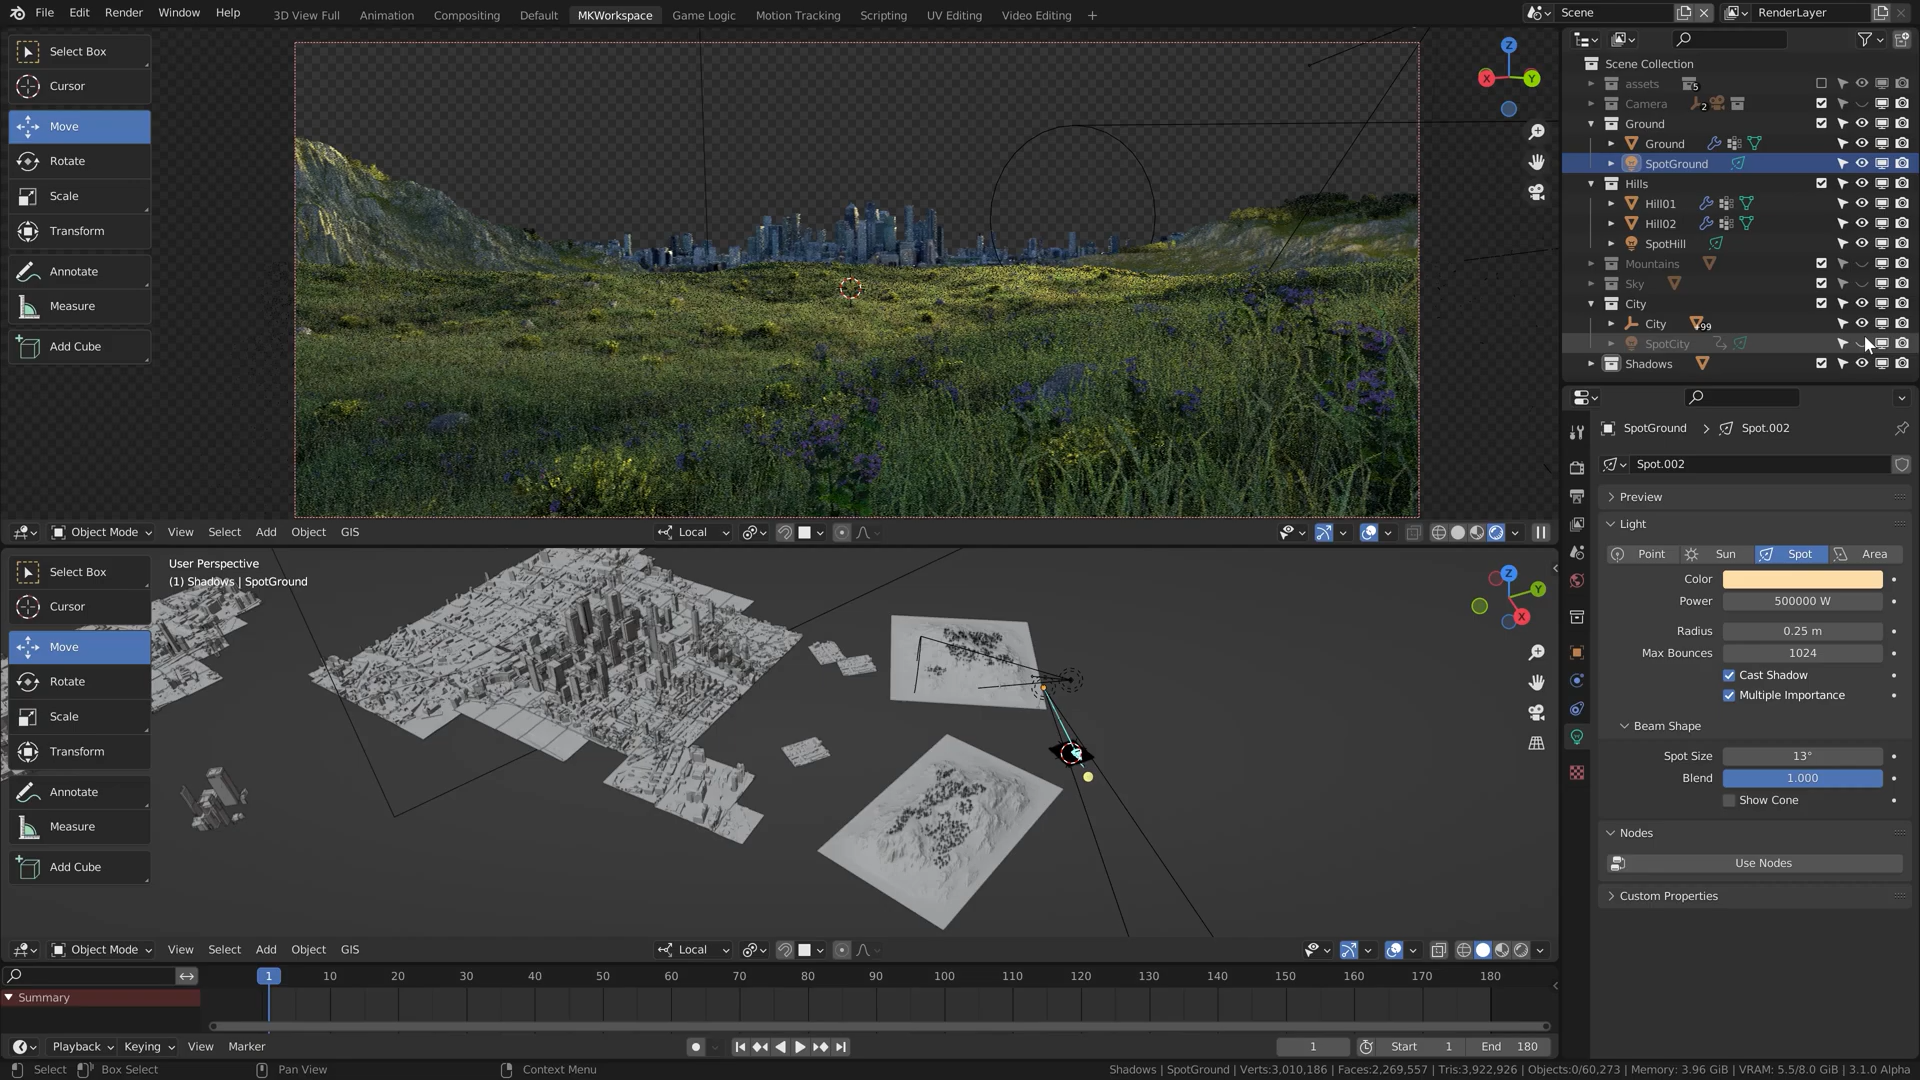 File Edit Render Window Help 3D View Full Animation Compositing Default MKWorkspace Game Logic Motion Tracking Scripting UV Editing Video Editing + Scene RenderLayer
Select Box
Cursor
Move
Rotate
Scale
Transform
Annotate
Measure
Add Cube
Z
X Y
Object Mode View Select Add Object GIS Local
User Perspective
(1) Shadows | SpotGround
Select Box
Cursor
Move
Rotate
Scale
Transform
Annotate
Measure
Add Cube
Z
Y
X
Object Mode View Select Add Object GIS Local
1 10 20 30 40 50 60 70 80 90 100 110 120 130 140 150 160 170 180
Summary
Playback Keying View Marker 1 Start 1 End 180
Scene Collection
assets 5
Camera 2
Ground
Ground
SpotGround
Hills
Hill01
Hill02
SpotHill
Mountains
Sky
City
City +99
SpotCity
Shadows
SpotGround > Spot.002
Spot.002
Preview
Light
Point Sun Spot Area
Color
Power 500000 W
Radius 0.25 m
Max Bounces 1024
Cast Shadow
Multiple Importance
Beam Shape
Spot Size 13°
Blend 1.000
Show Cone
Nodes
Use Nodes
Custom Properties
Select Box Select Pan View Context Menu Shadows | SpotGround | Verts:3,010,186 | Faces:2,269,557 | Tris:3,922,926 | Objects:0/60,273 | Memory: 3.96 GiB | VRAM: 5.5/8.0 GiB | 3.1.0 Alpha